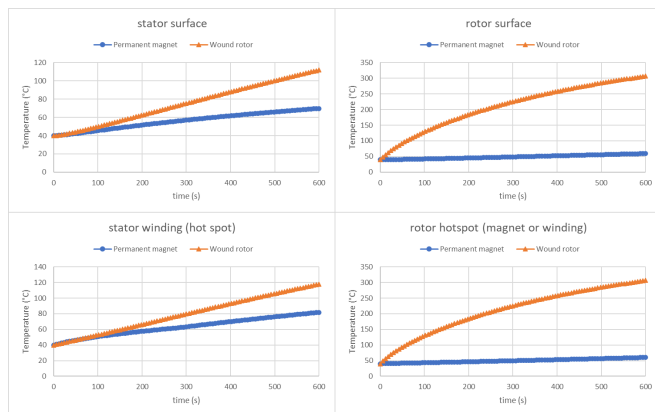 stator surface
Permanent magnet Wound rotor
120
100
80
60
40
20
0
Temperature (°C)
0 100 200 300 400 500 600
time (s)
rotor surface
Permanent magnet Wound rotor
350
300
250
200
150
100
50
0
Temperature (°C)
0 100 200 300 400 500 600
time (s)
stator winding (hot spot)
Permanent magnet Wound rotor
140
120
100
80
60
40
20
0
Temperature (°C)
0 100 200 300 400 500 600
time (s)
rotor hotspot (magnet or winding)
Permanent magnet Wound rotor
350
300
250
200
150
100
50
0
Temperature (°C)
0 100 200 300 400 500 600
time (s)